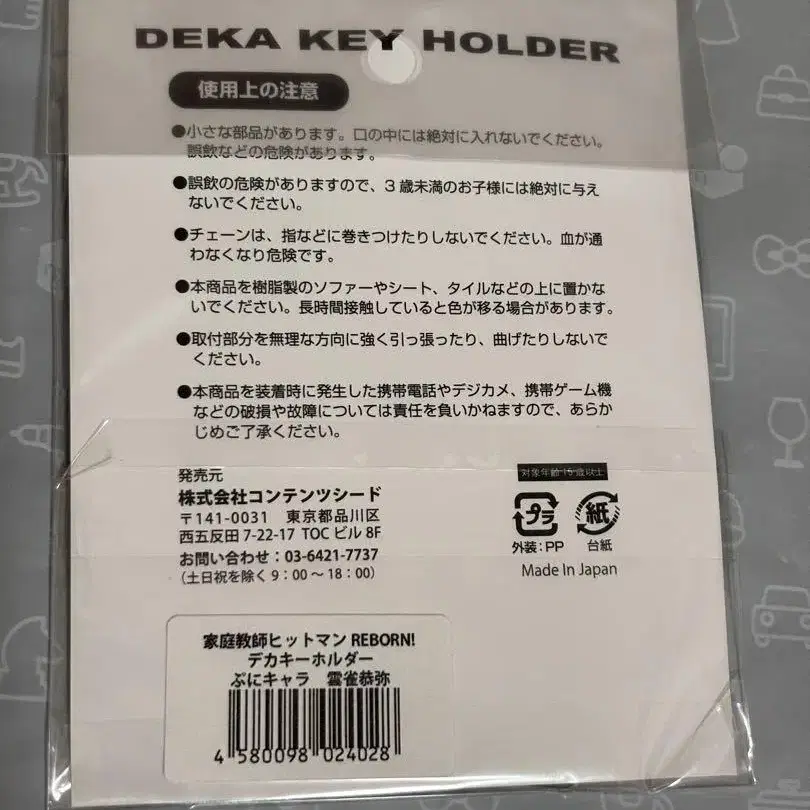 DEKA KEY HOLDER
使用上の注意
●小さな部品があります。口の中には絶対に入れないでください。
誤飲などの危険があります。
●誤飲の危険がありますので、3歳未満のお子様には絶対に与え
ないでください。
●チェーンは、指などに巻きつけたりしないでください。血が通
わなくなり危険です。
●本商品を樹脂製のソファーやシート、タイルなどの上に置かな
いでください。長時間接触していると色が移る場合があります。
●取付部分を無理な方向に強く引っ張ったり、曲げたりしないで
ください。
●本商品を装着時に発生した携帯電話やデジカメ、携帯ゲーム機
などの破損や故障については責任を負いかねますので、あらか
じめご了承ください。
発売元
株式会社コンテンツシード
〒141-0031 東京都品川区
西五反田 7-22-17 TOC ビル 8F
お問い合わせ：03-6421-7737
（土日祝を除く 9：00 ～ 18：00）
対象年齢 15 歳以上
プラ
紙
外装：PP
台紙
Made In Japan
家庭教師ヒットマン REBORN!
デカキーホルダー
ぷにキャラ 雲雀恭弥
4 580098 024028